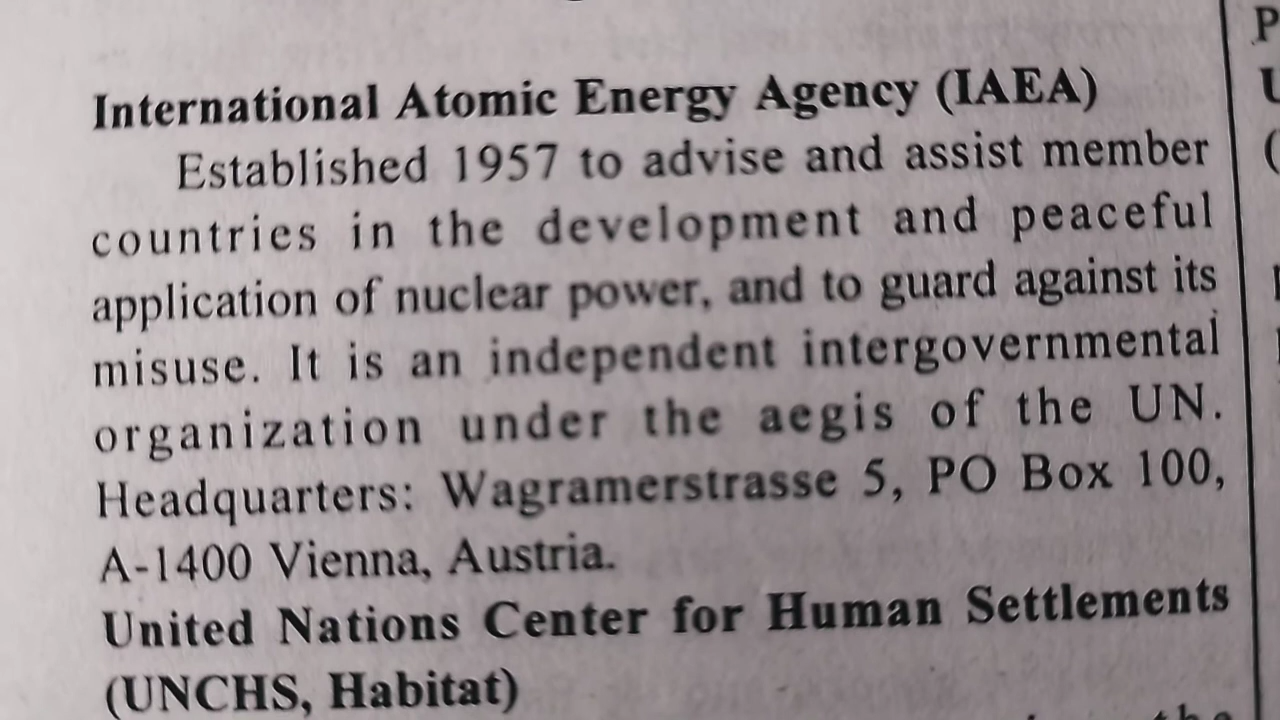 International Atomic Energy Agency (IAEA)
Established 1957 to advise and assist member
countries in the development and peaceful
application of nuclear power, and to guard against its
misuse. It is an independent intergovernmental
organization under the aegis of the UN.
Headquarters: Wagramerstrasse 5, PO Box 100,
A-1400 Vienna, Austria.
United Nations Center for Human Settlements
(UNCHS, Habitat)
the